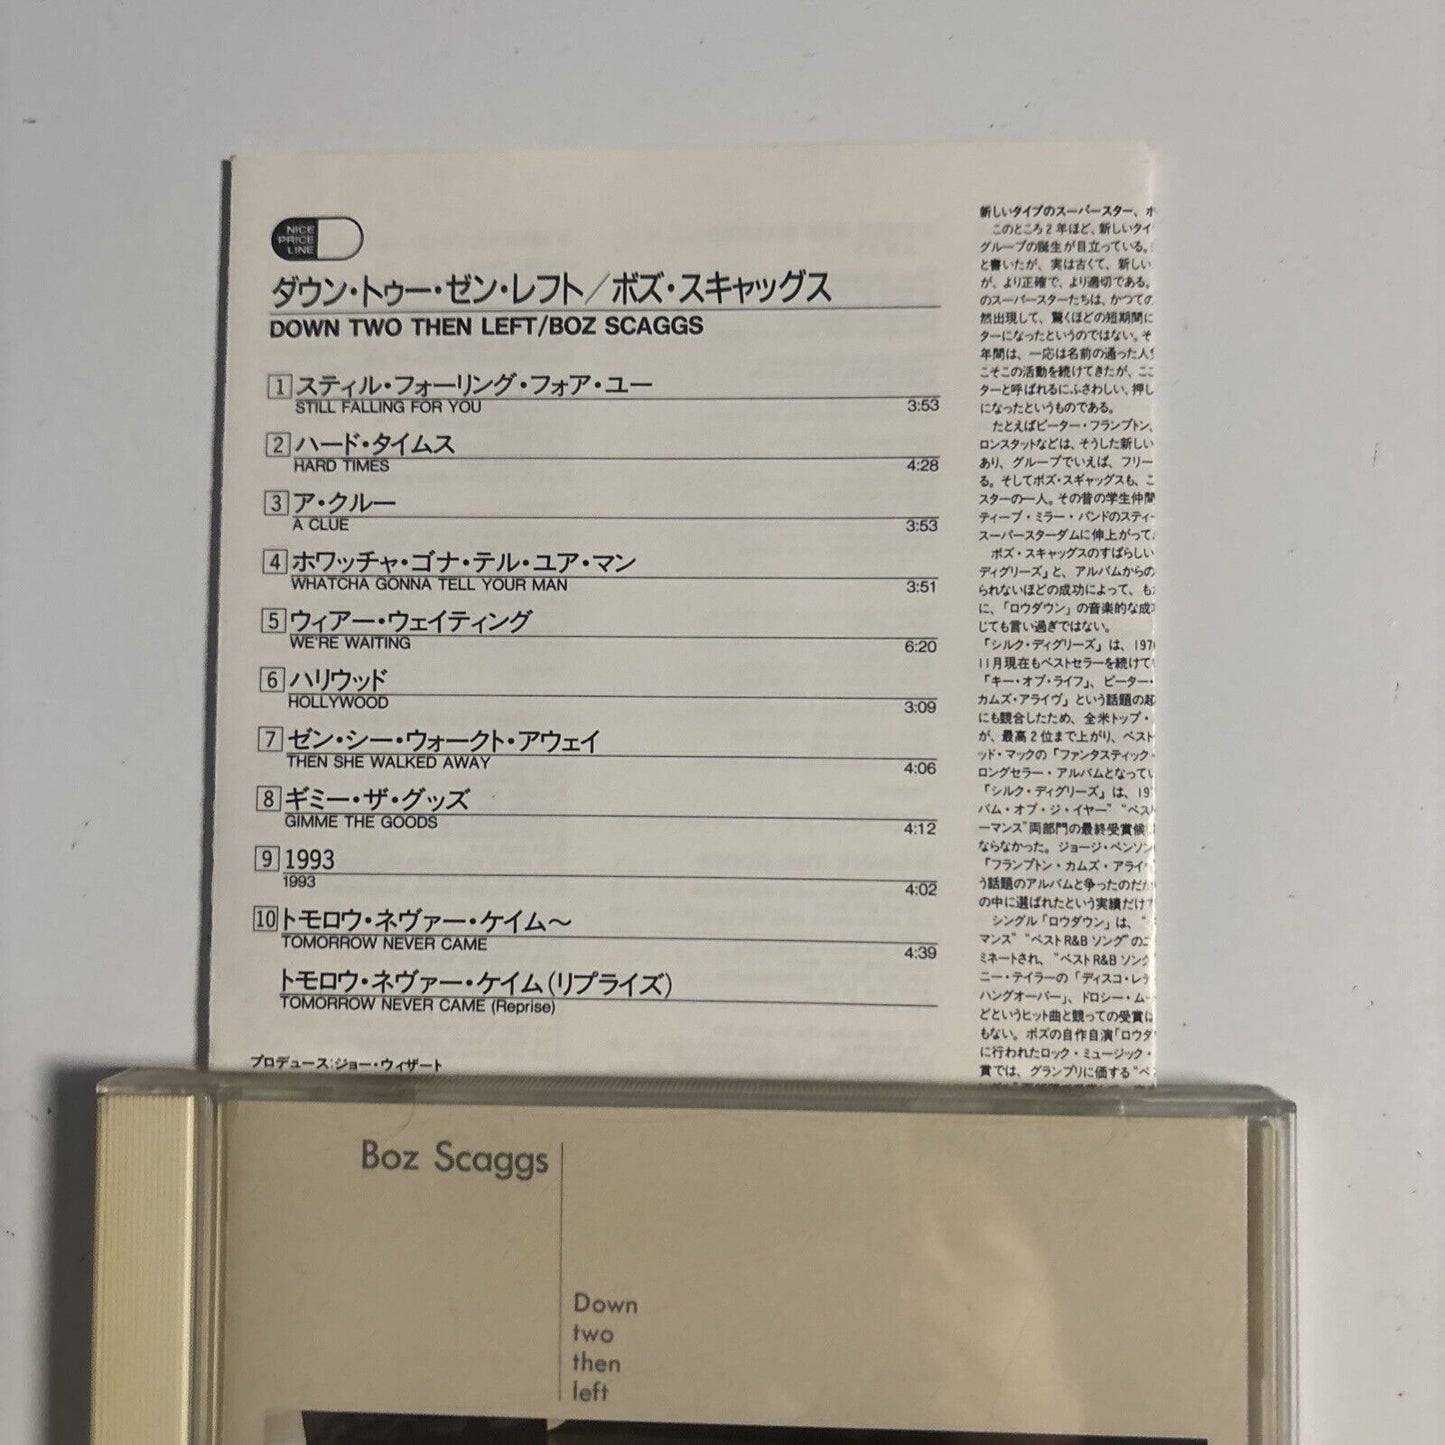 NICE
PRICE
LINE
ダウン・トゥー・ゼン・レフト／ボズ・スキャッグス
DOWN TWO THEN LEFT/BOZ SCAGGS
1 スティル・フォーリング・フォア・ユー
STILL FALLING FOR YOU 3:53
2 ハード・タイムス
HARD TIMES 4:28
3 ア・クルー
A CLUE 3:53
4 ホワッチャ・ゴナ・テル・ユア・マン
WHATCHA GONNA TELL YOUR MAN 3:51
5 ウィアー・ウェイティング
WE'RE WAITING 6:20
6 ハリウッド
HOLLYWOOD 3:09
7 ゼン・シー・ウォークト・アウェイ
THEN SHE WALKED AWAY 4:06
8 ギミー・ザ・グッズ
GIMME THE GOODS 4:12
9 1993
1993 4:02
10 トモロウ・ネヴァー・ケイム〜
TOMORROW NEVER CAME 4:39
トモロウ・ネヴァー・ケイム(リプライズ)
TOMORROW NEVER CAME (Reprise)
プロデュース:ジョー・ウィザート
新しいタイプのスーパースター、ボ
このところ2年ほど、新しいタイ
グループの誕生が目立っている。
と書いたが、実は古くて、新しい
が、より正確で、より適切である。
のスーパースターたちは、かつての
然出現して、驚くほどの短期間に
ターになったというのではない。そ
年間は、一応は名前の通った人
こそこの活動を続けてきたが、ここ
ターと呼ばれるにふさわしい、押し
になったというものである。
たとえばピーター・フランプトン、
ロンスタットなどは、そうした新しい
あり、グループでいえば、フリー
る。そしてボズ・スギャッグスも、こ
スターの一人。その昔の学生仲間
ティーブ・ミラー・バンドのスティ
スーパースターダムに伸上がって
ボズ・スキャッグスのすばらしい
ディグリーズ」と、アルバムからの
られないほどの成功によって、も
に、「ロウダウン」の音楽的な成
じても言い過ぎではない。
「シルク・ディグリーズ」は、197
11月現在もベストセラーを続けて
「キー・オブ・ライフ」、ピーター・
カムズ・アライヴ」という話題の超
にも競合したため、全米トップ・
が、最高2位まで上がり、ベスト
ッド・マックの「ファンタスティック・
ロングセラー・アルバムとなってい
「シルク・ディグリーズ」は、19
バム・オブ・ジ・イヤー" "ベス
ーマンス"両部門の最終受賞候
ならなかった。ジョージ・ベンソン
「フランプトン・カムズ・アライ
う話題のアルバムと争ったのだか
の中に選ばれたという実績だけ
シングル「ロウダウン」は、"
マンス" "ベストR&Bソング"の
ミネートされ、"ベストR&Bソング
ニー・テイラーの「ディスコ・レ
ハングオーバー」、ドロシー・ム
どというヒット曲と競っての受賞
もない。ボズの自作自演「ロウダ
に行われたロック・ミュージック・
賞では、グランプリに価する"ベ
Boz Scaggs
Down
two
then
left